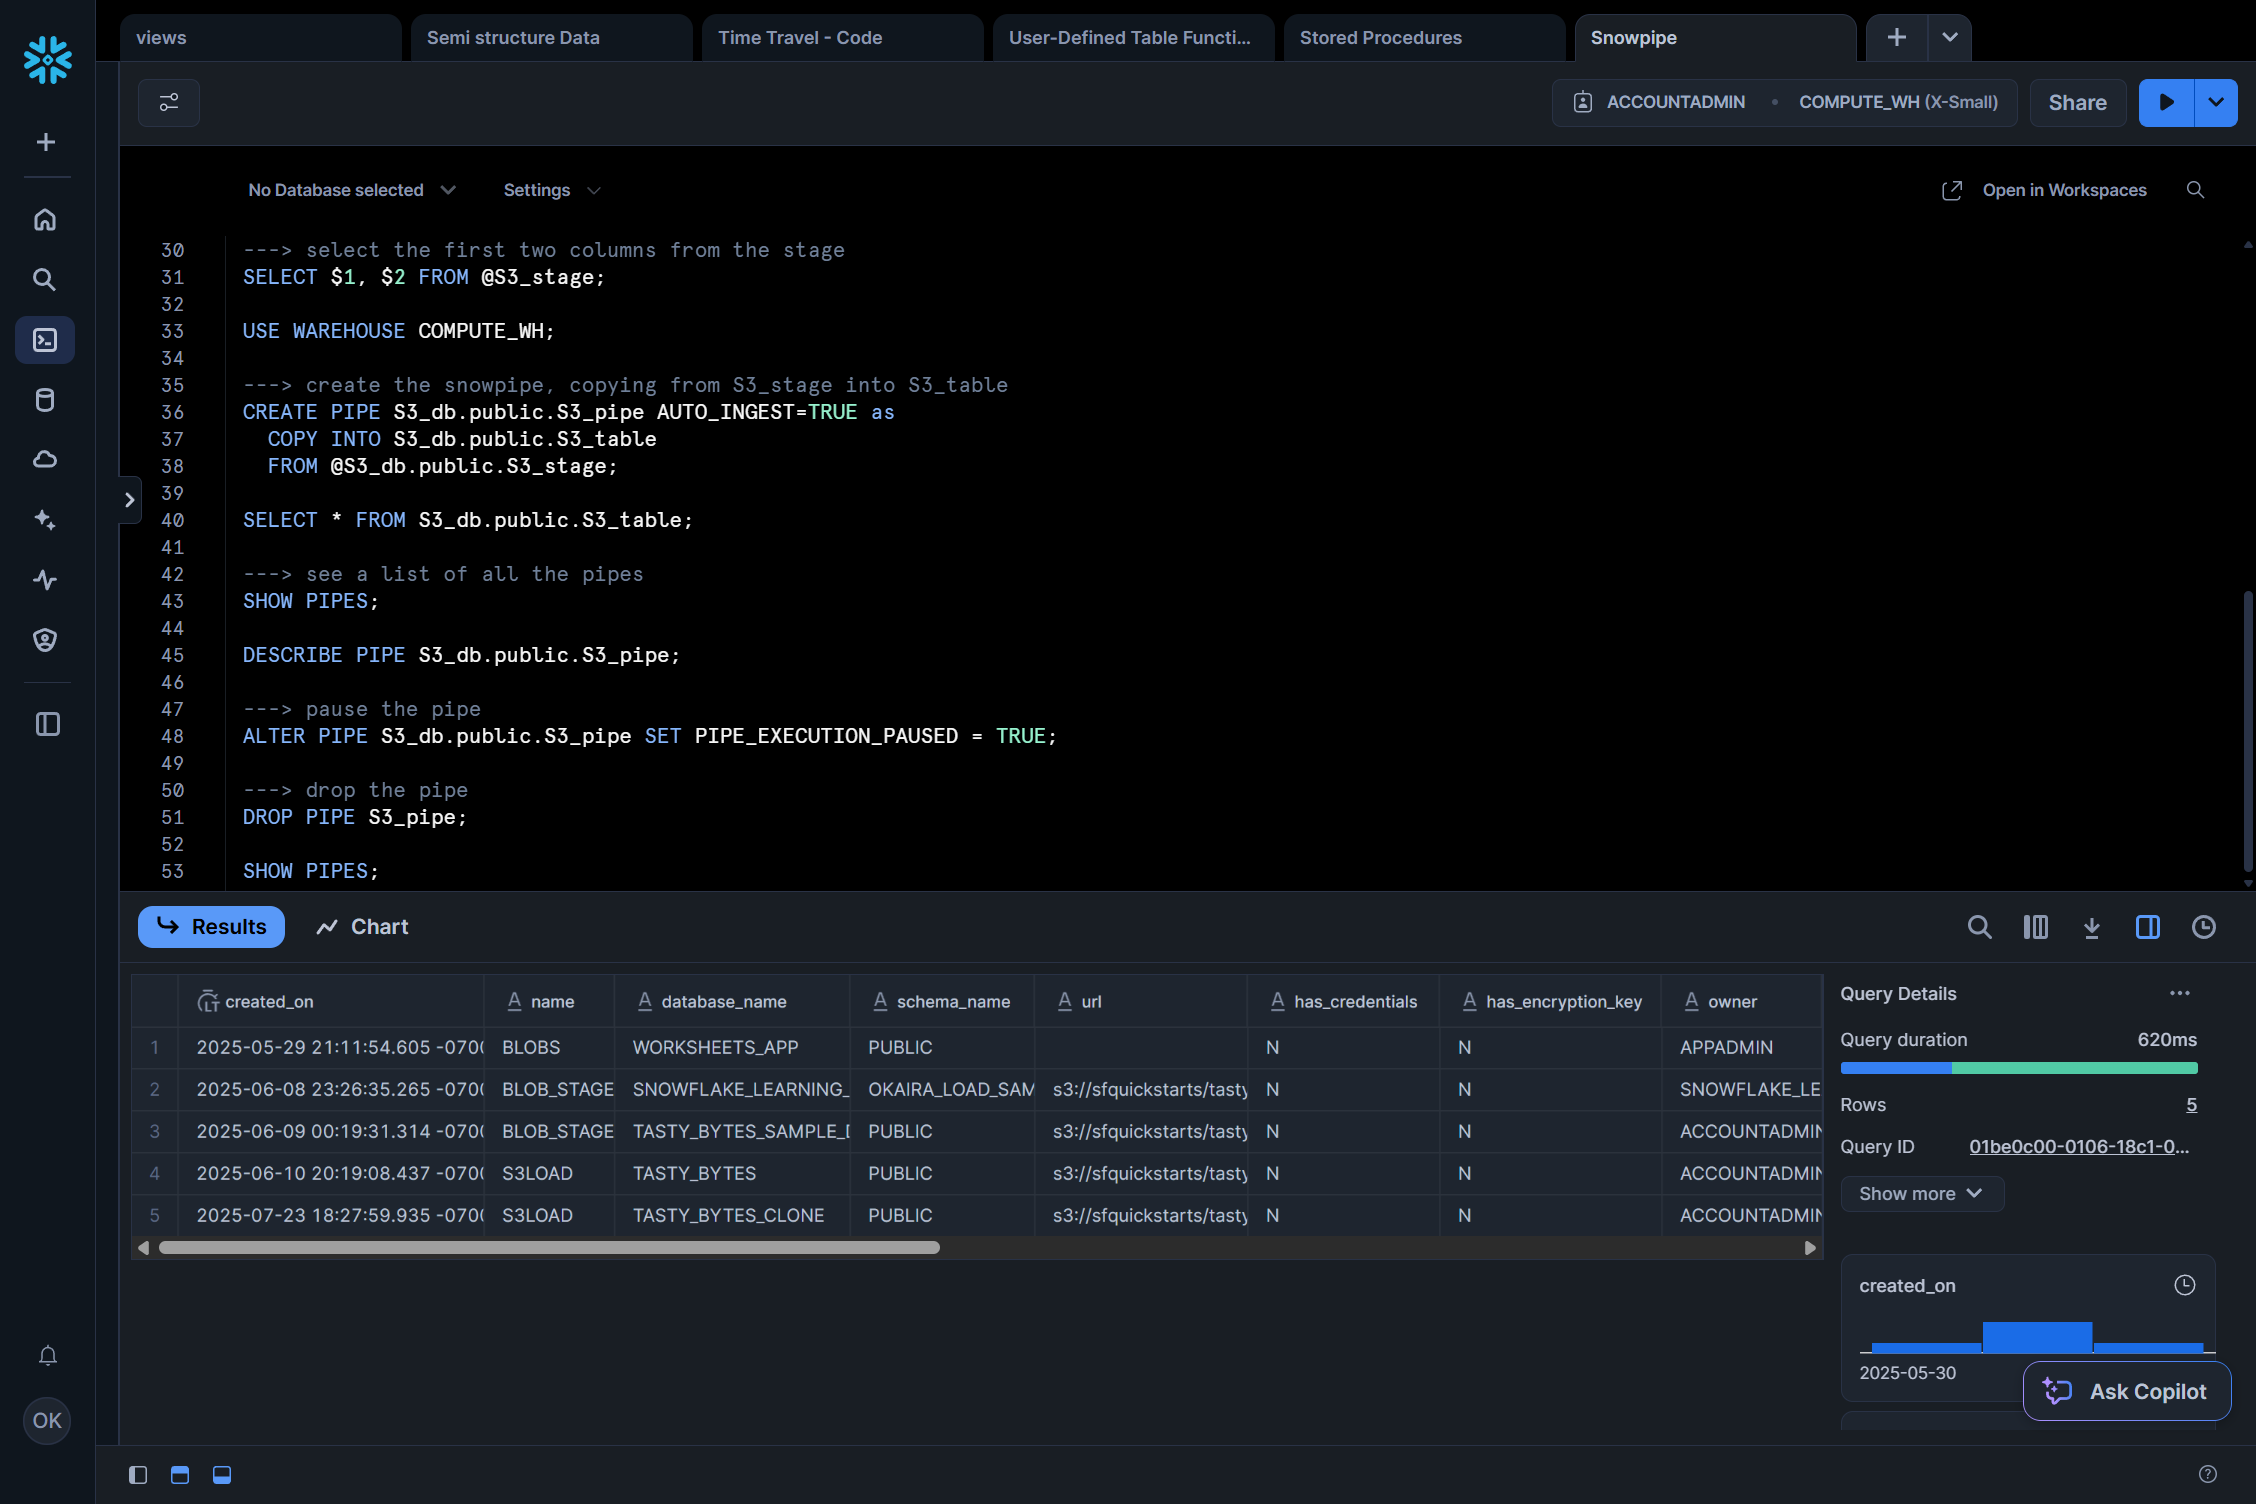 views
Semi structure Data
Time Travel - Code
User-Defined Table Functi...
Stored Procedures
Snowpipe
ACCOUNTADMIN
COMPUTE_WH (X-Small)
Share
No Database selected
Settings
Open in Workspaces
30 ---> select the first two columns from the stage
31 SELECT $1, $2 FROM @S3_stage;
32
33 USE WAREHOUSE COMPUTE_WH;
34
35 ---> create the snowpipe, copying from S3_stage into S3_table
36 CREATE PIPE S3_db.public.S3_pipe AUTO_INGEST=TRUE as
37 COPY INTO S3_db.public.S3_table
38 FROM @S3_db.public.S3_stage;
39
40 SELECT * FROM S3_db.public.S3_table;
41
42 ---> see a list of all the pipes
43 SHOW PIPES;
44
45 DESCRIBE PIPE S3_db.public.S3_pipe;
46
47 ---> pause the pipe
48 ALTER PIPE S3_db.public.S3_pipe SET PIPE_EXECUTION_PAUSED = TRUE;
49
50 ---> drop the pipe
51 DROP PIPE S3_pipe;
52
53 SHOW PIPES;
Results
Chart
created_on name database_name schema_name url has_credentials has_encryption_key owner
1 2025-05-29 21:11:54.605 -070 BLOBS WORKSHEETS_APP PUBLIC N N APPADMIN
2 2025-06-08 23:26:35.265 -070 BLOB_STAGE SNOWFLAKE_LEARNING_ OKAIRA_LOAD_SAM s3://sfquickstarts/tasty N N SNOWFLAKE_LE
3 2025-06-09 00:19:31.314 -070 BLOB_STAGE TASTY_BYTES_SAMPLE_D PUBLIC s3://sfquickstarts/tasty N N ACCOUNTADMIN
4 2025-06-10 20:19:08.437 -070 S3LOAD TASTY_BYTES PUBLIC s3://sfquickstarts/tasty N N ACCOUNTADMIN
5 2025-07-23 18:27:59.935 -070 S3LOAD TASTY_BYTES_CLONE PUBLIC s3://sfquickstarts/tasty N N ACCOUNTADMIN
Query Details
Query duration 620ms
Rows 5
Query ID 01be0c00-0106-18c1-0...
Show more
created_on
2025-05-30
Ask Copilot
OK